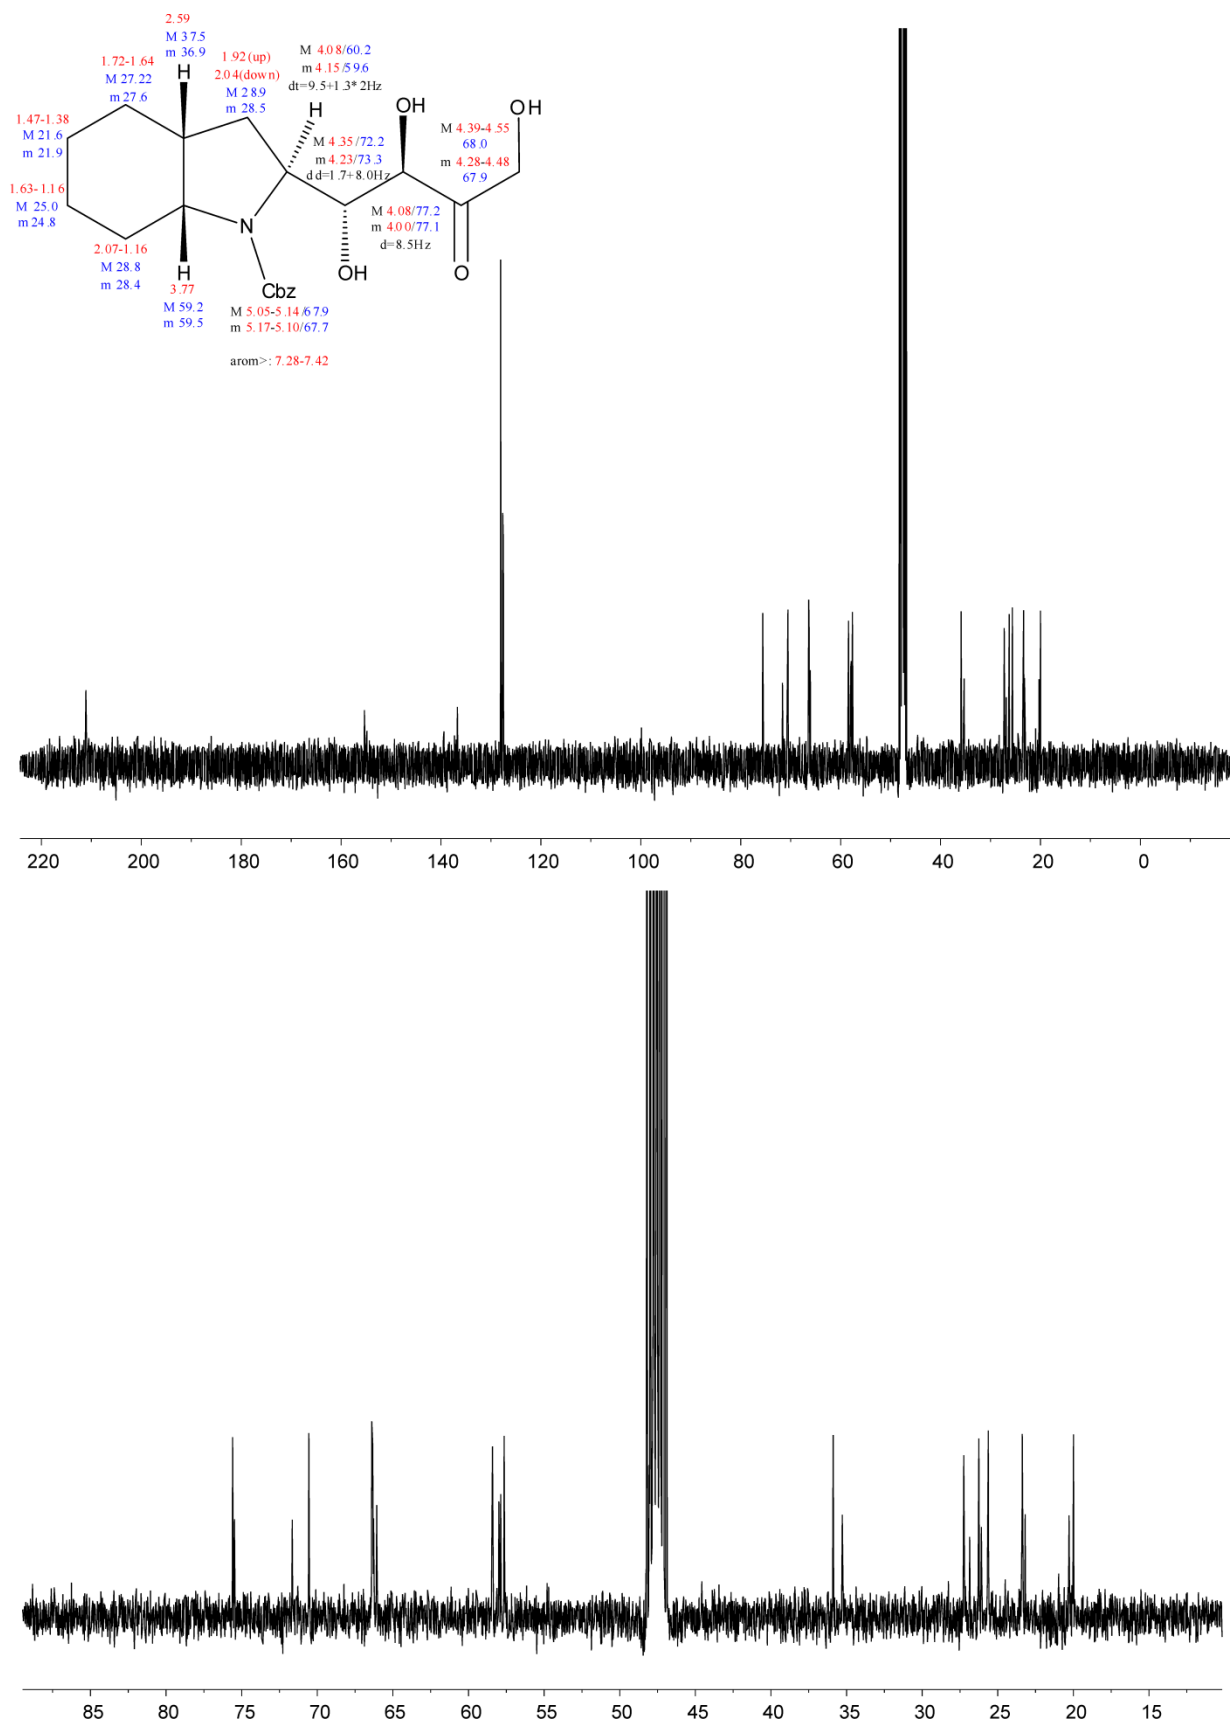 2.59
M 37.5
m 36.9
H
1.72-1.64
M 27.22
m 27.6
1.92 (up)
2.04(down)
M 28.9
m 28.5
M 4.08/60.2
m 4.15/59.6
dt=9.5+1.3*2Hz
H
OH
OH
1.47-1.38
M 21.6
m 21.9
M 4.35/72.2
m 4.23/73.3
dd=1.7+8.0Hz
M 4.39-4.55
68.0
m 4.28-4.48
67.9
1.63-1.16
M 25.0
m 24.8
N
M 4.08/77.2
m 4.00/77.1
d=8.5Hz
2.07-1.16
M 28.8
m 28.4
H
3.77
M 59.2
m 59.5
OH
O
Cbz
M 5.05-5.14/67.9
m 5.17-5.10/67.7
arom>: 7.28-7.42
220 200 180 160 140 120 100 80 60 40 20 0
85 80 75 70 65 60 55 50 45 40 35 30 25 20 15